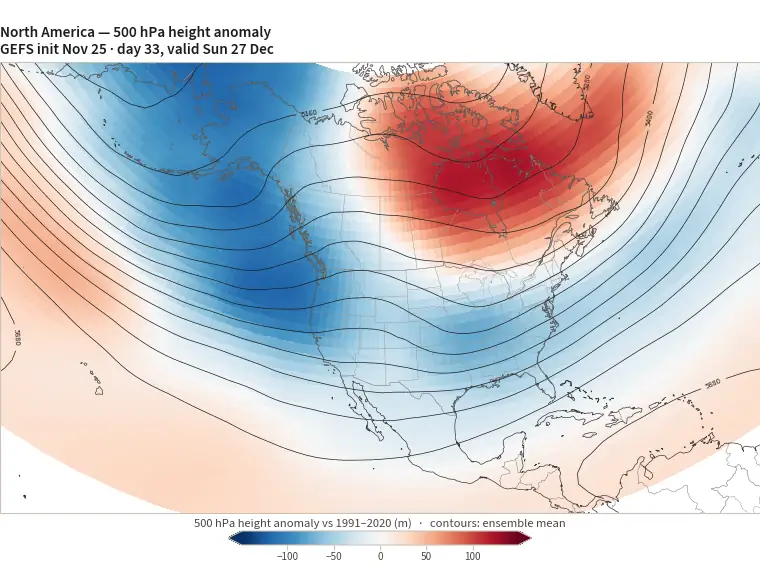 North America — 500 hPa height anomaly
GEFS init Nov 25 · day 33, valid Sun 27 Dec
5160
5400
5880
5880
500 hPa height anomaly vs 1991–2020 (m) · contours: ensemble mean
−100 −50 0 50 100